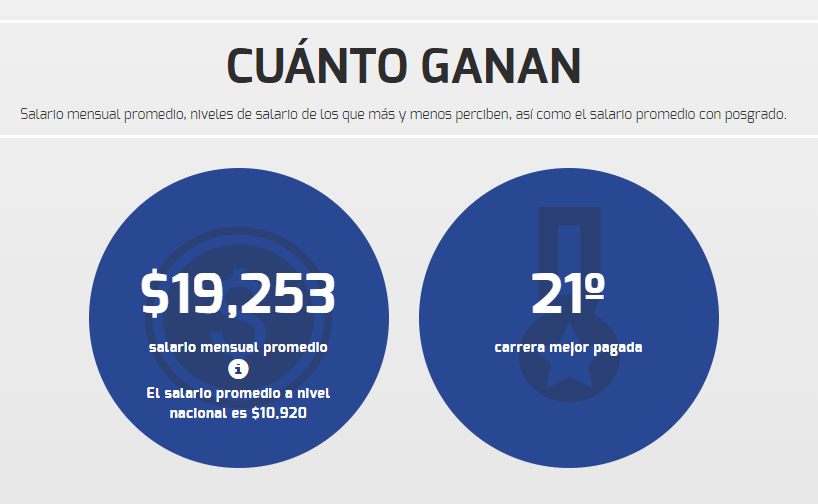 CUÁNTO GANAN
Salario mensual promedio, niveles de salario de los que más y menos perciben, así como el salario promedio con posgrado.
$19,253
salario mensual promedio
i
El salario promedio a nivel
nacional es $10,920
21º
carrera mejor pagada